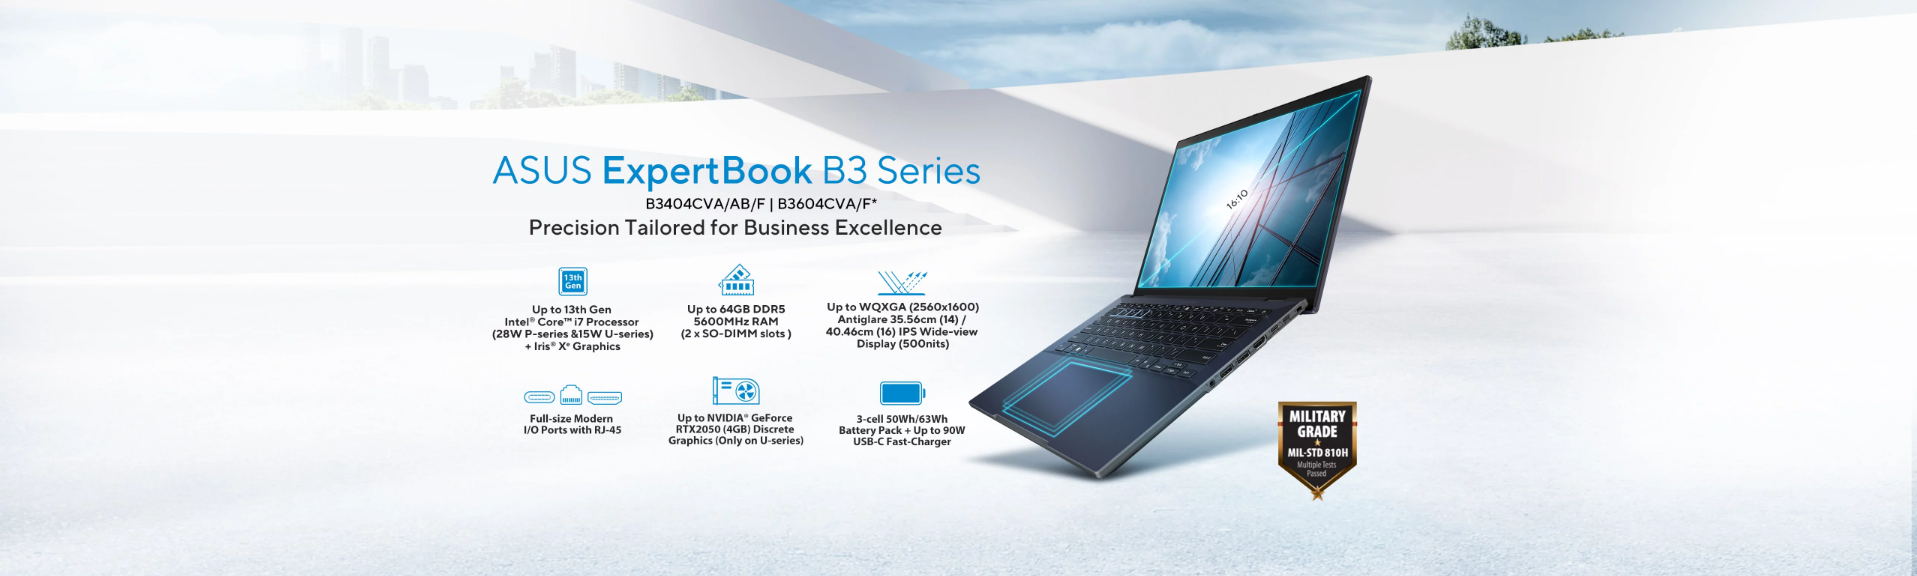 ASUS ExpertBook B3 Series
B3404CVA/AB/F | B3604CVA/F*
Precision Tailored for Business Excellence
13th
Gen
Up to 13th Gen
Intel® Core™ i7 Processor
(28W P-series &15W U-series)
+ Iris® Xᵉ Graphics
Up to 64GB DDR5
5600MHz RAM
(2 x SO-DIMM slots )
Up to WQXGA (2560x1600)
Antiglare 35.56cm (14) /
40.46cm (16) IPS Wide-view
Display (500nits)
Full-size Modern
I/O Ports with RJ-45
Up to NVIDIA® GeForce
RTX2050 (4GB) Discrete
Graphics (Only on U-series)
3-cell 50Wh/63Wh
Battery Pack + Up to 90W
USB-C Fast-Charger
16:10
MILITARY
GRADE
MIL-STD 810H
Multiple Tests
Passed